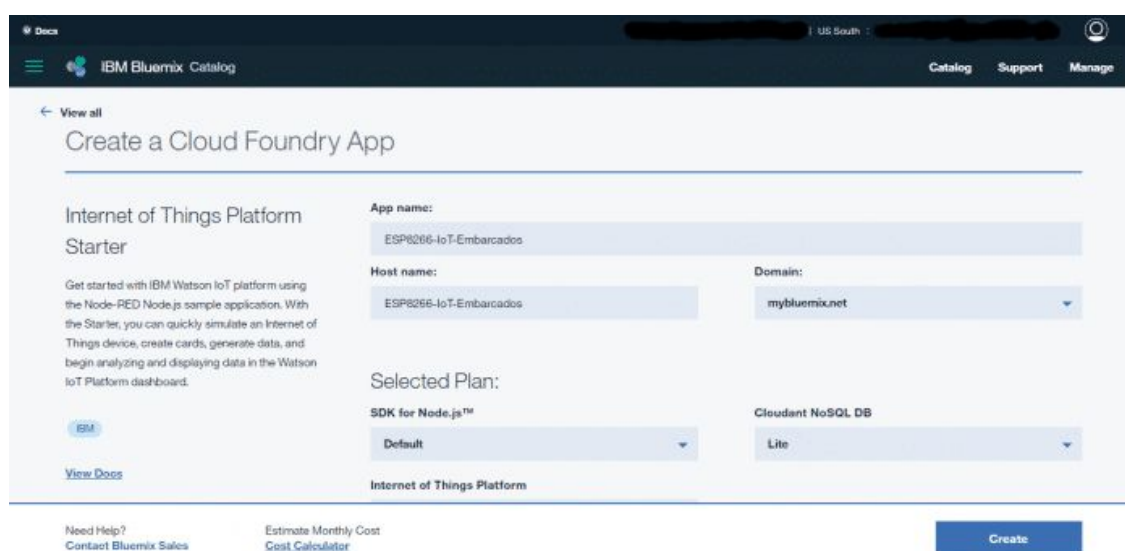 Docs
| US South :
IBM Bluemix Catalog
Catalog Support Manage
← View all
Create a Cloud Foundry App
Internet of Things Platform
Starter
Get started with IBM Watson IoT platform using
the Node-RED Node.js sample application. With
the Starter, you can quickly simulate an Internet of
Things device, create cards, generate data, and
begin analyzing and displaying data in the Watson
IoT Platform dashboard.
IBM
View Docs
App name:
ESP8266-IoT-Embarcados
Host name:
ESP8266-IoT-Embarcados
Domain:
mybluemix.net
Selected Plan:
SDK for Node.js™
Default
Cloudant NoSQL DB
Lite
Internet of Things Platform
Need Help?
Contact Bluemix Sales
Estimate Monthly Cost
Cost Calculator
Create